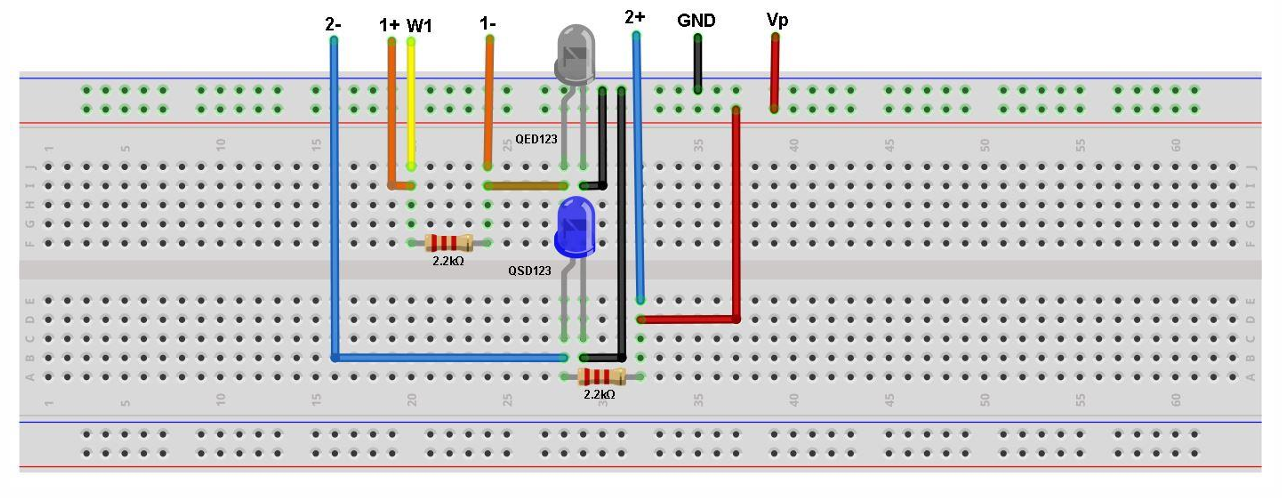 2- 1+ W1 1- 2+ GND Vp
QED123
1 5 10 15 20 25 30 35 40 45 50 55 60
J J
I I
H H
G G
F F
2.2kΩ
QSD123
E E
D D
C C
B B
A A
2.2kΩ
1 5 10 15 20 25 30 35 40 45 50 55 60